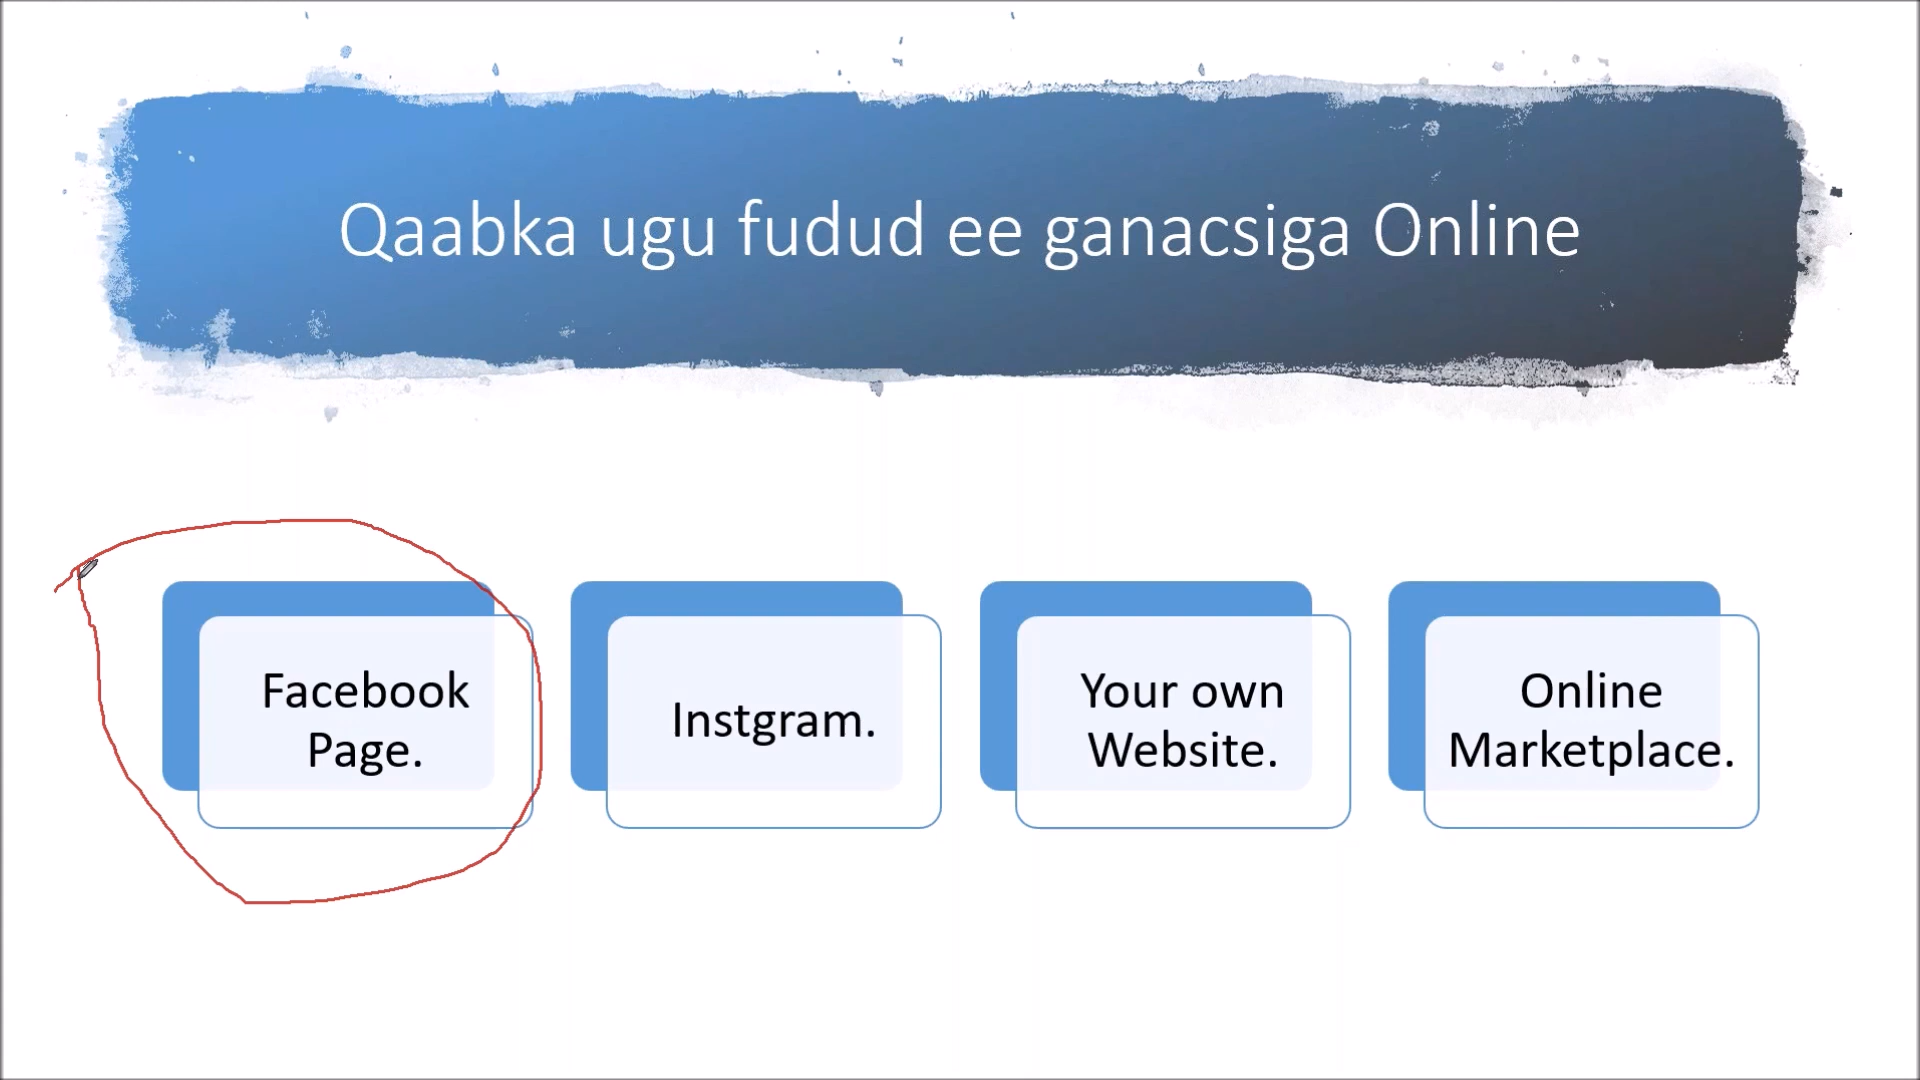 Qaabka ugu fudud ee ganacsiga Online
Facebook
Page.
Instgram.
Your own
Website.
Online
Marketplace.